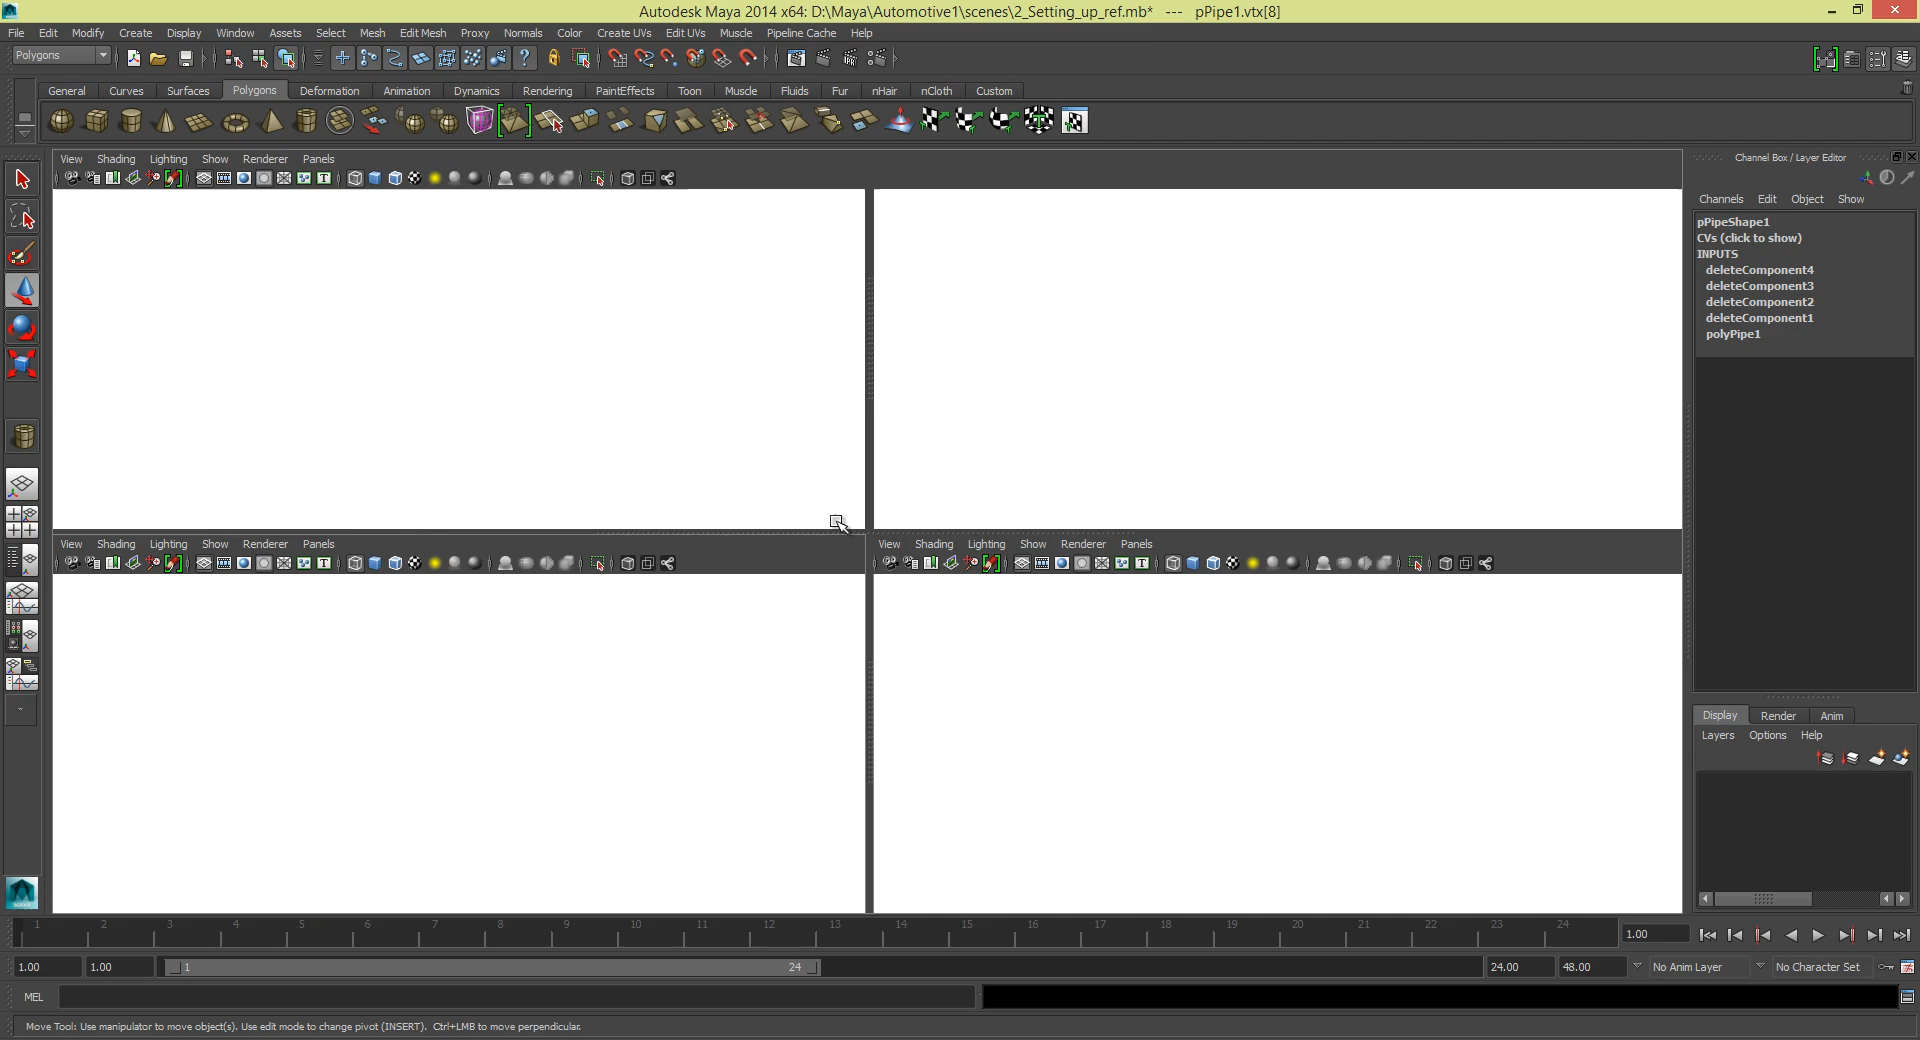 Autodesk Maya 2014 x64: D:\Maya\Automotive1\scenes\2_Setting_up_ref.mb* --- pPipe1.vtx[8]
File Edit Modify Create Display Window Assets Select Mesh Edit Mesh Proxy Normals Color Create UVs Edit UVs Muscle Pipeline Cache Help
Polygons
General Curves Surfaces Polygons Deformation Animation Dynamics Rendering PaintEffects Toon Muscle Fluids Fur nHair nCloth Custom
View Shading Lighting Show Renderer Panels
Channel Box / Layer Editor
Channels Edit Object Show
pPipeShape1
CVs (click to show)
INPUTS
deleteComponent4
deleteComponent3
deleteComponent2
deleteComponent1
polyPipe1
View Shading Lighting Show Renderer Panels
View Shading Lighting Show Renderer Panels
Display Render Anim
Layers Options Help
1 2 3 4 5 6 7 8 9 10 11 12 13 14 15 16 17 18 19 20 21 22 23 24
1.00
1.00 1.00 1 24 24.00 48.00 No Anim Layer No Character Set
MEL
Move Tool: Use manipulator to move object(s). Use edit mode to change pivot (INSERT). Ctrl+LMB to move perpendicular.